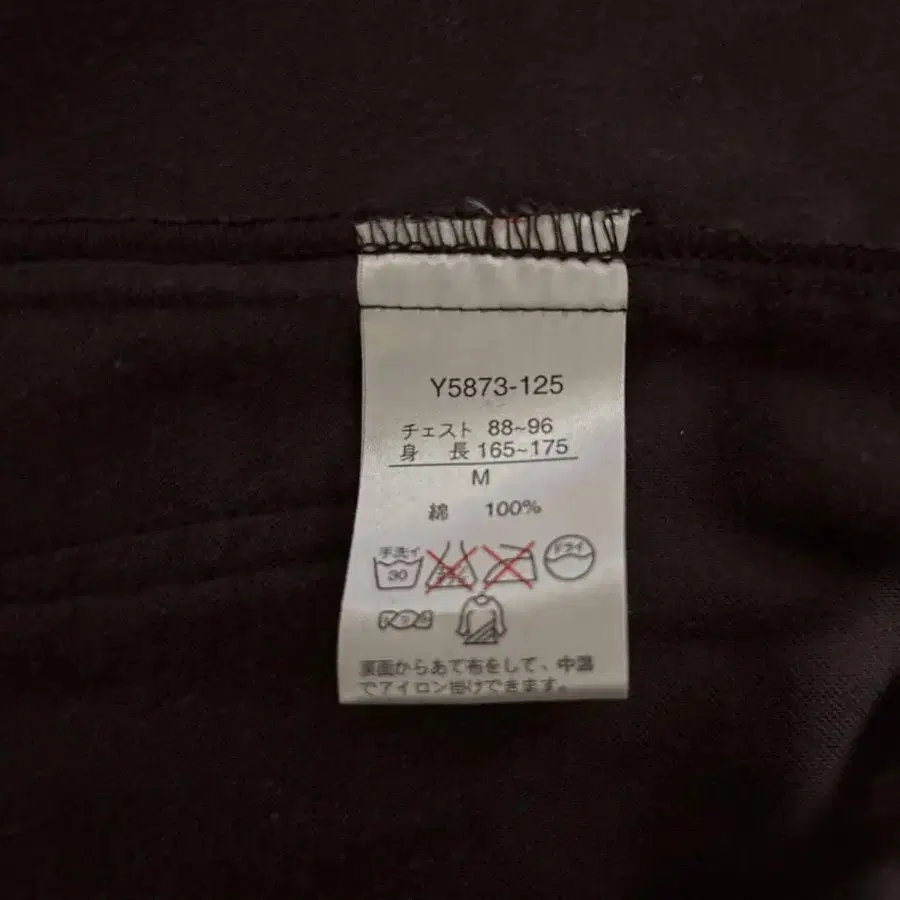 Y5873-125
チェスト 88~96
身 長 165~175
M
綿 100%
手洗イ
30
ドライ
裏面からあて布をして、中温
でアイロン掛けできます。